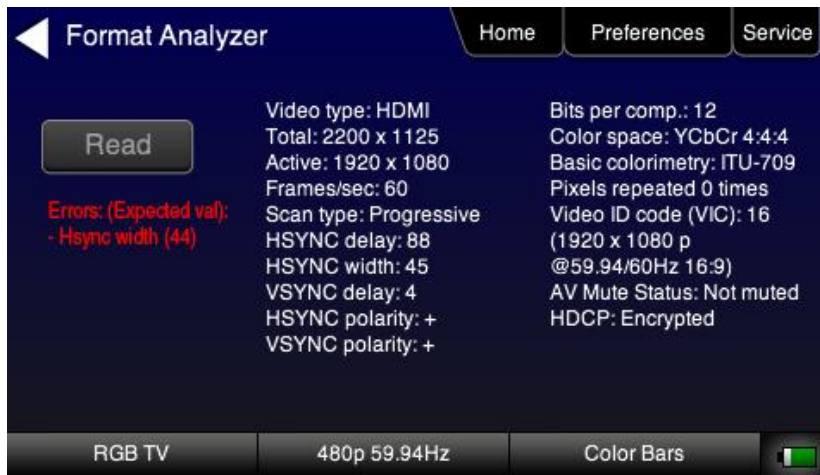 Format Analyzer
Home
Preferences
Service
Read
Errors: (Expected val):
- Hsync width (44)
Video type: HDMI
Total: 2200 x 1125
Active: 1920 x 1080
Frames/sec: 60
Scan type: Progressive
HSYNC delay: 88
HSYNC width: 45
VSYNC delay: 4
HSYNC polarity: +
VSYNC polarity: +
Bits per comp.: 12
Color space: YCbCr 4:4:4
Basic colorimetry: ITU-709
Pixels repeated 0 times
Video ID code (VIC): 16
(1920 x 1080 p
@59.94/60Hz 16:9)
AV Mute Status: Not muted
HDCP: Encrypted
RGB TV
480p 59.94Hz
Color Bars